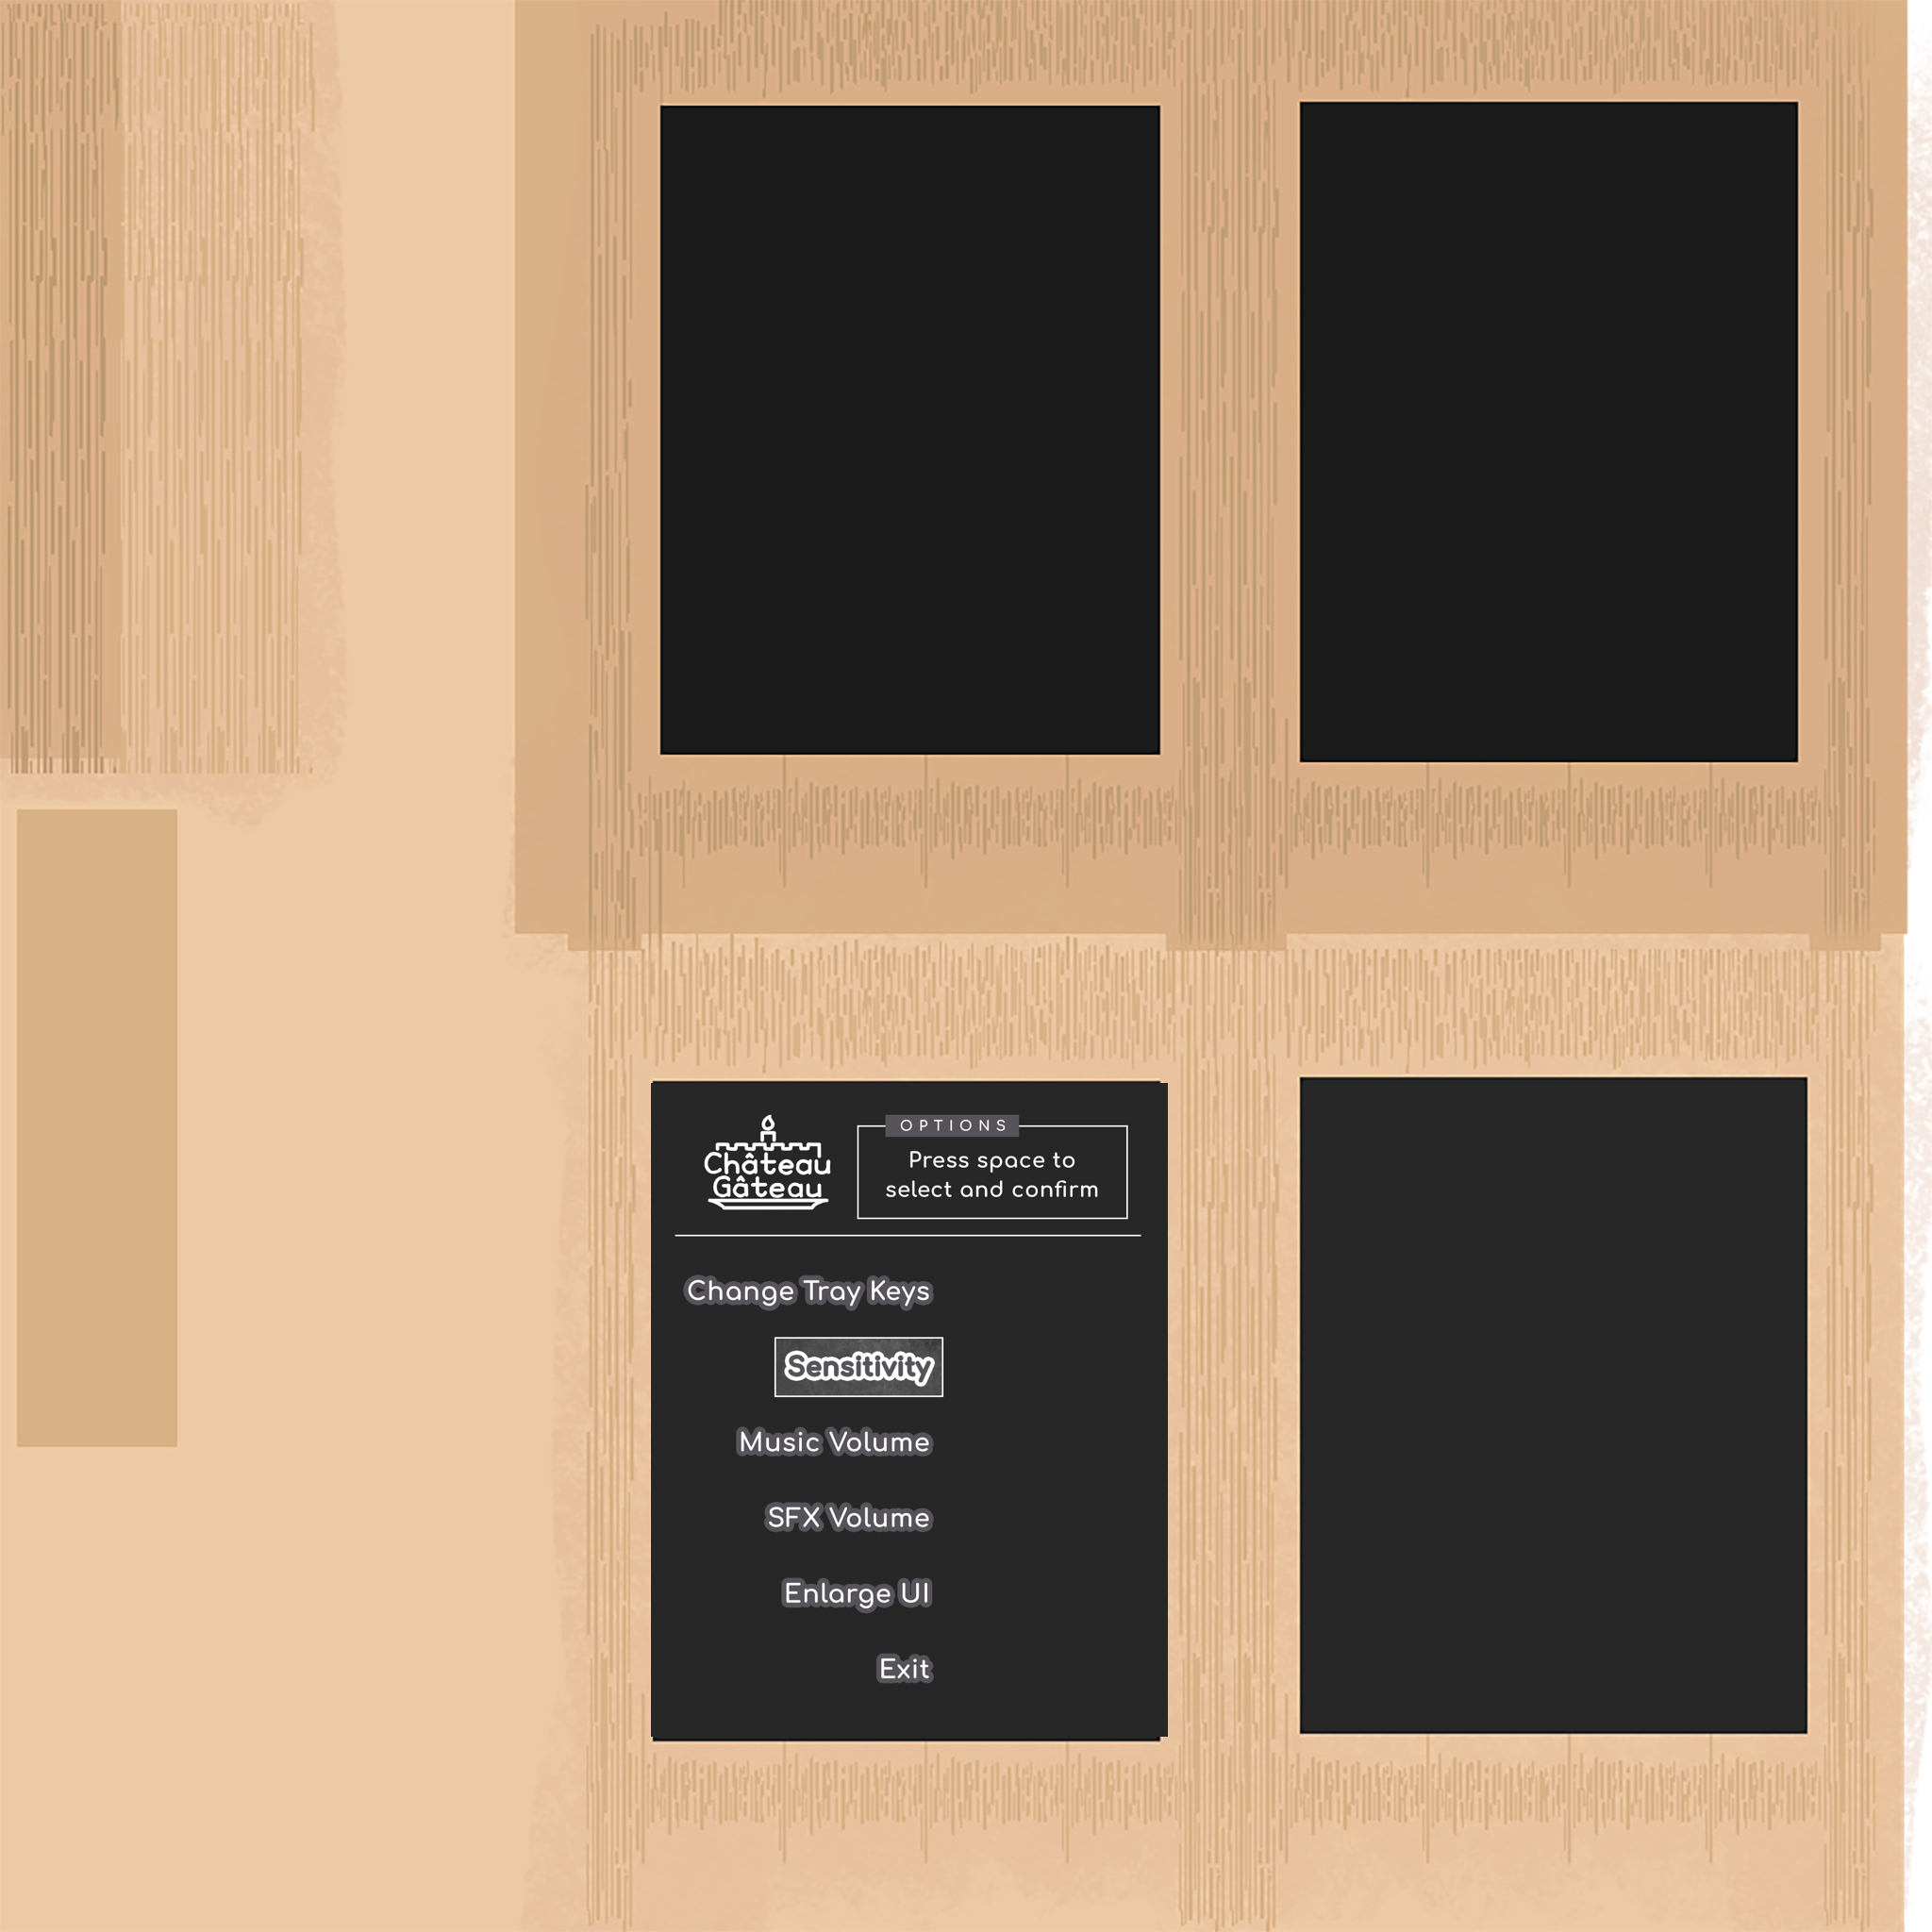 Château
Gâteau
OPTIONS
Press space to
select and confirm
Change Tray Keys
Sensitivity
Music Volume
SFX Volume
Enlarge UI
Exit